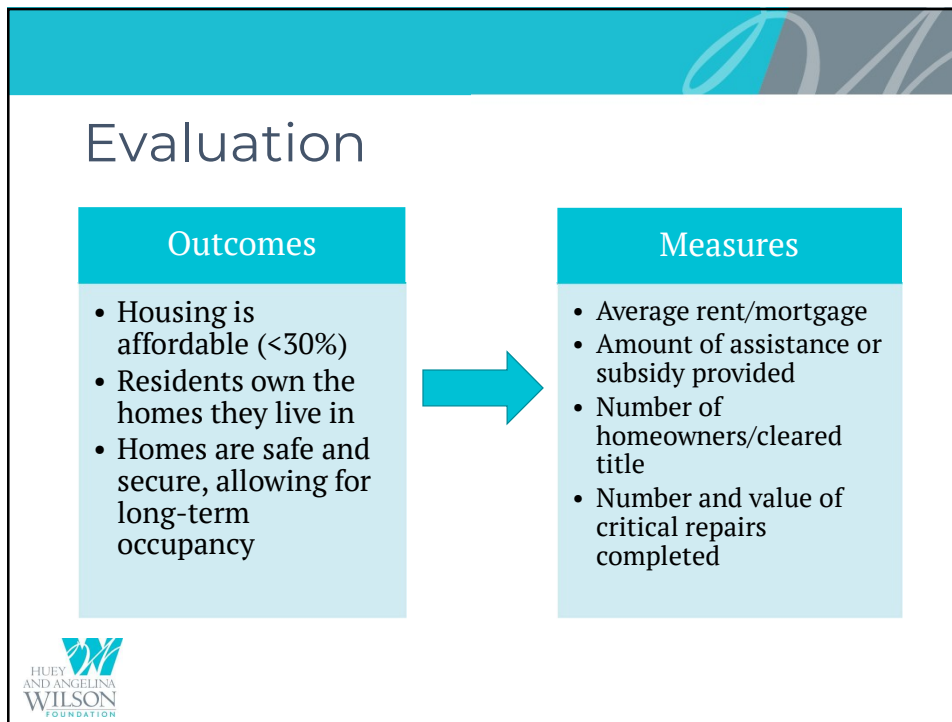 Evaluation
Outcomes
• Housing is
affordable (<30%)
• Residents own the
homes they live in
• Homes are safe and
secure, allowing for
long-term
occupancy
Measures
• Average rent/mortgage
• Amount of assistance or
subsidy provided
• Number of
homeowners/cleared
title
• Number and value of
critical repairs
completed
HUEY
AND ANGELINA
WILSON
FOUNDATION